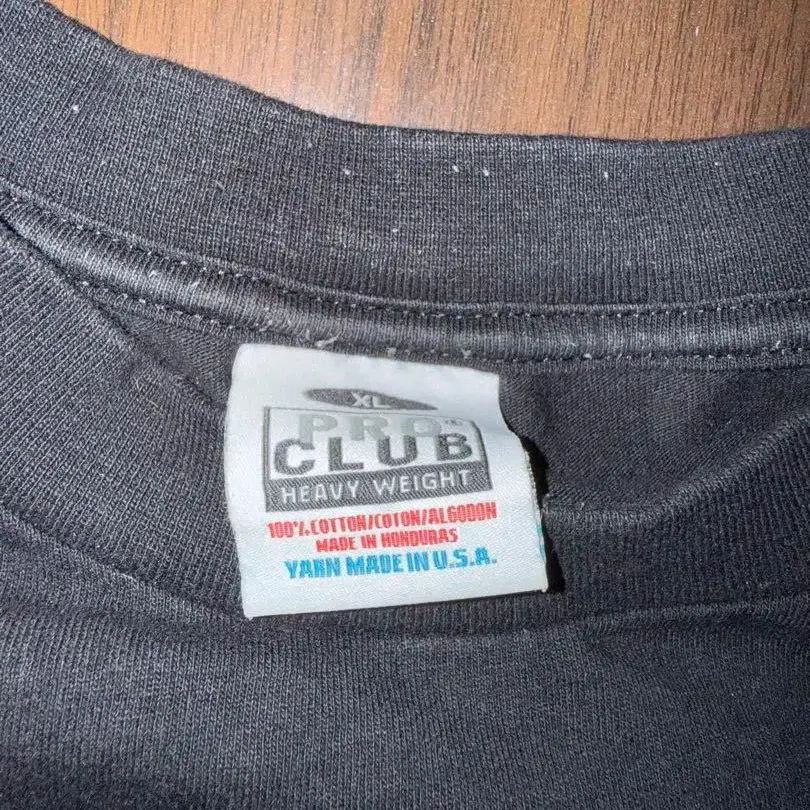 XL
PRO
CLUB
HEAVY WEIGHT
100% COTTON/COTON/ALGODON
MADE IN HONDURAS
YARN MADE IN U.S.A.